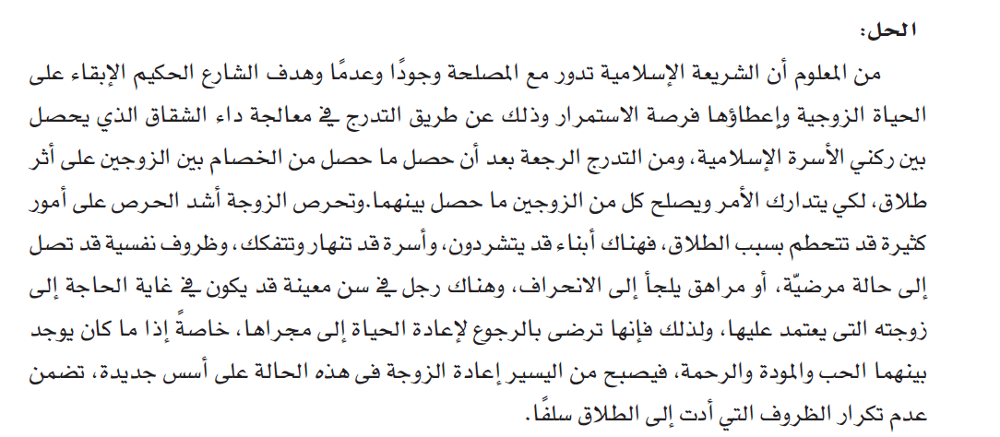 الحل:
من المعلوم أن الشريعة الإسلامية تدور مع المصلحة وجودًا وعدمًا وهدف الشارع الحكيم الإبقاء على
الحياة الزوجية وإعطاؤها فرصة الاستمرار وذلك عن طريق التدرج في معالجة داء الشقاق الذي يحصل
بين ركني الأسرة الإسلامية، ومن التدرج الرجعة بعد أن حصل ما حصل من الخصام بين الزوجين على أثر
طلاق، لكي يتدارك الأمر ويصلح كل من الزوجين ما حصل بينهما.وتحرص الزوجة أشد الحرص على أمور
كثيرة قد تتحطم بسبب الطلاق، فهناك أبناء قد يتشردون، وأسرة قد تنهار وتتفكك، وظروف نفسية قد تصل
إلى حالة مرضيّة، أو مراهق يلجأ إلى الانحراف، وهناك رجل في سن معينة قد يكون في غاية الحاجة إلى
زوجته التى يعتمد عليها، ولذلك فإنها ترضى بالرجوع لإعادة الحياة إلى مجراها، خاصةً إذا ما كان يوجد
بينهما الحب والمودة والرحمة، فيصبح من اليسير إعادة الزوجة فى هذه الحالة على أسس جديدة، تضمن
عدم تكرار الظروف التي أدت إلى الطلاق سلفًا.